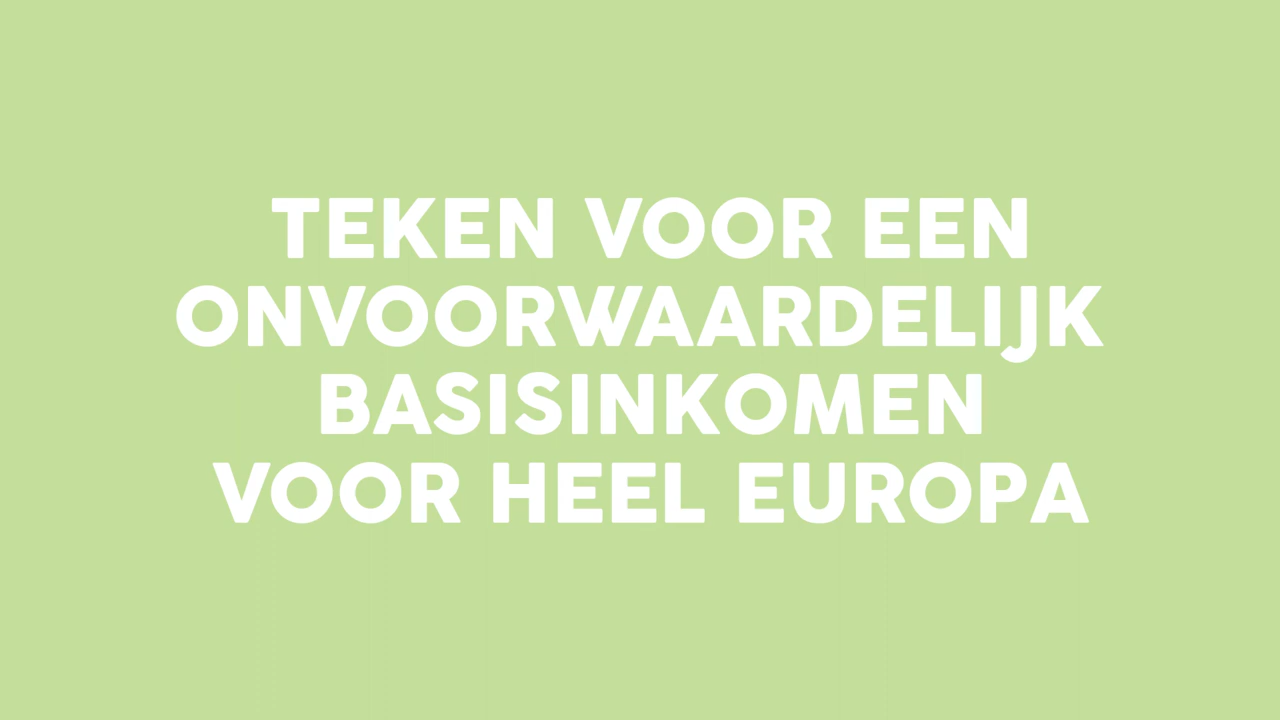 TEKEN VOOR EEN
ONVOORWAARDELIJK
BASISINKOMEN
VOOR HEEL EUROPA